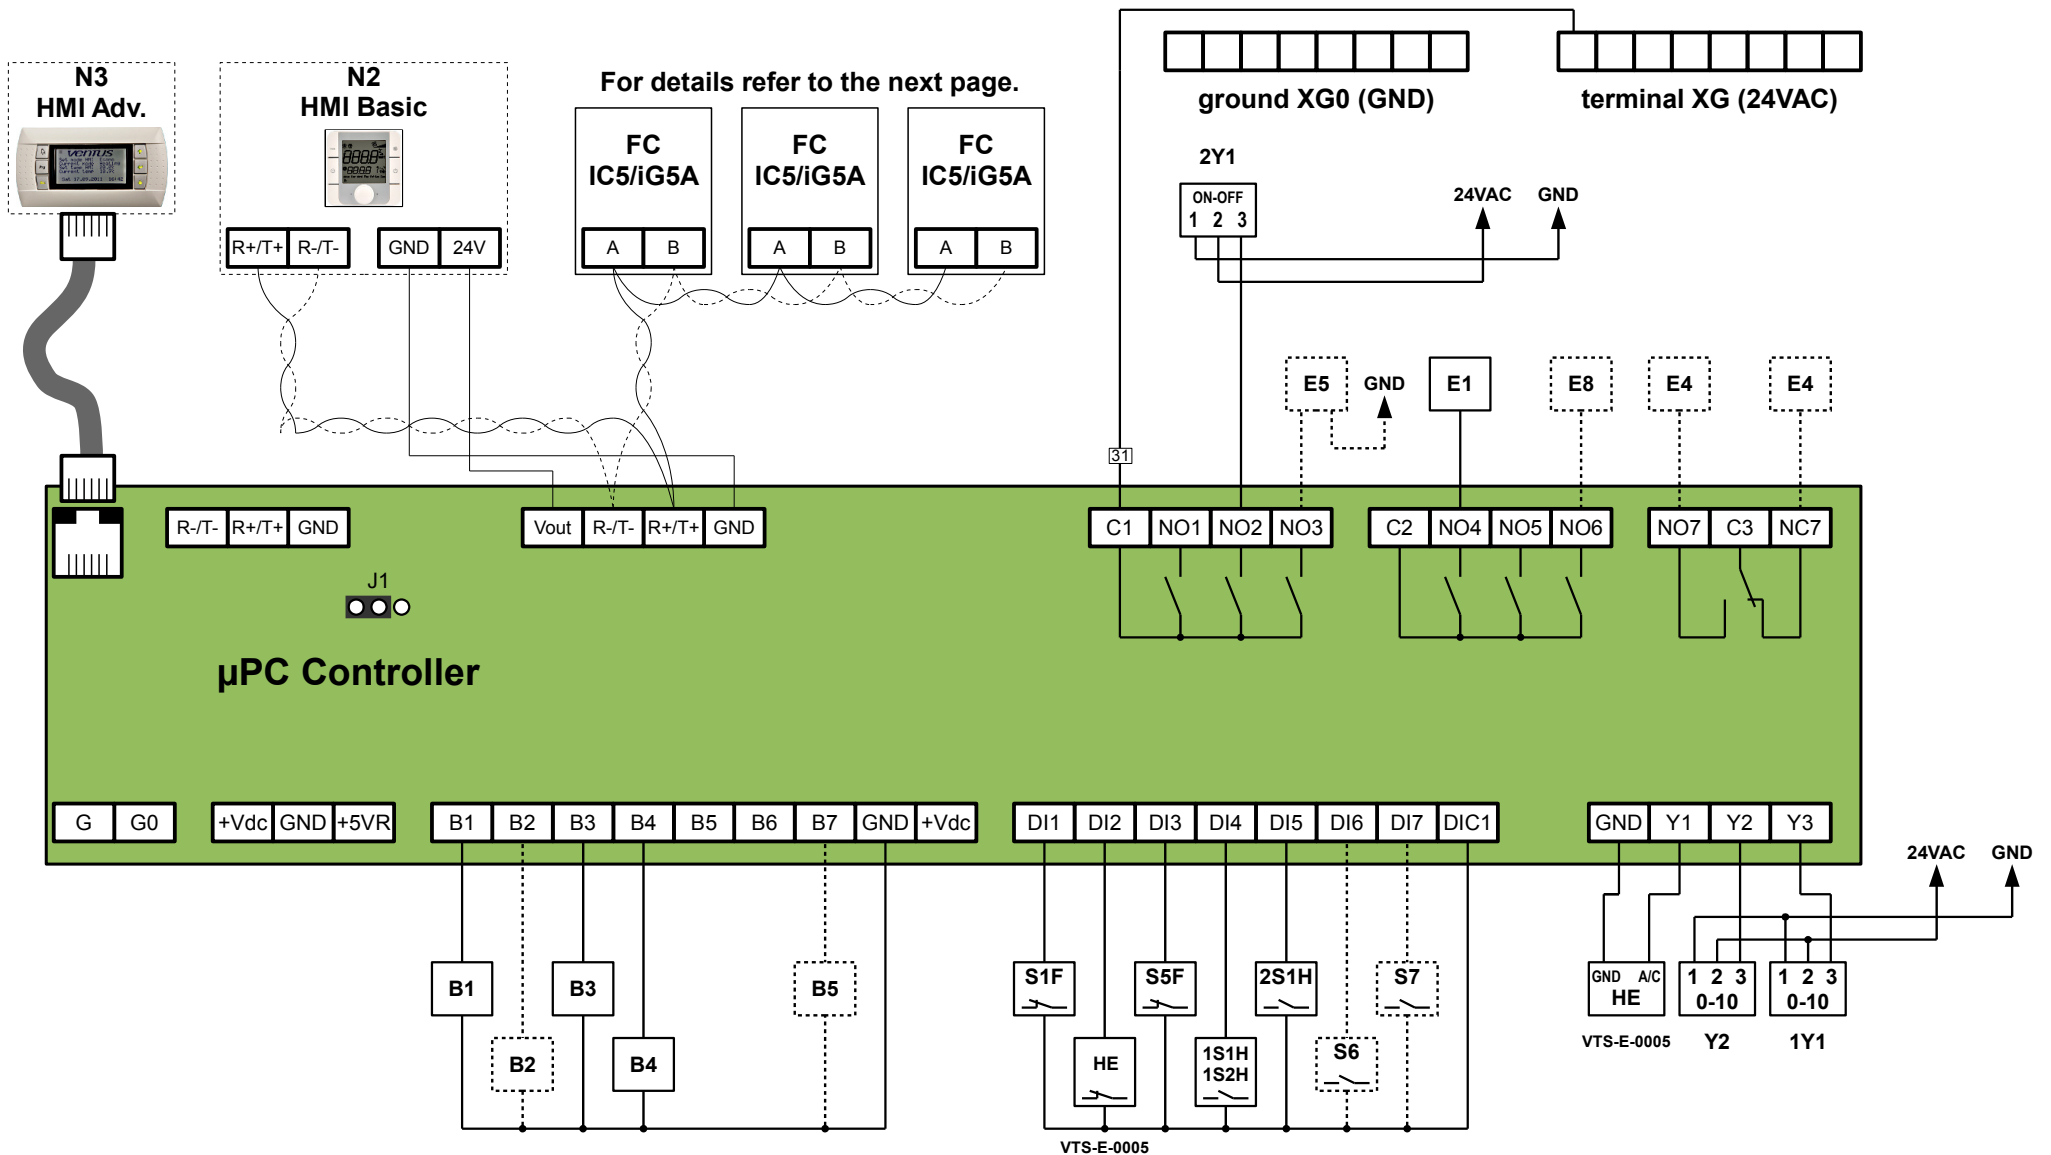 N3
HMI Adv.
ventus
N2
HMI Basic
R+/T+ R-/T- GND 24V
For details refer to the next page.
FC
IC5/iG5A
A B
FC
IC5/iG5A
A B
FC
IC5/iG5A
A B
ground XG0 (GND)
terminal XG (24VAC)
2Y1
ON-OFF
1 2 3
24VAC GND
E5 GND E1 E8 E4 E4
31
R-/T- R+/T+ GND
Vout R-/T- R+/T+ GND
C1 NO1 NO2 NO3
C2 NO4 NO5 NO6
NO7 C3 NC7
J1
µPC Controller
G G0
+Vdc GND +5VR
B1 B2 B3 B4 B5 B6 B7 GND +Vdc
DI1 DI2 DI3 DI4 DI5 DI6 DI7 DIC1
GND Y1 Y2 Y3
24VAC GND
B1 B3 B5
B2 B4
S1F S5F 2S1H S7
HE
1S1H
1S2H
S6
VTS-E-0005
GND A/C
HE
VTS-E-0005
1 2 3
0-10
Y2
1 2 3
0-10
1Y1